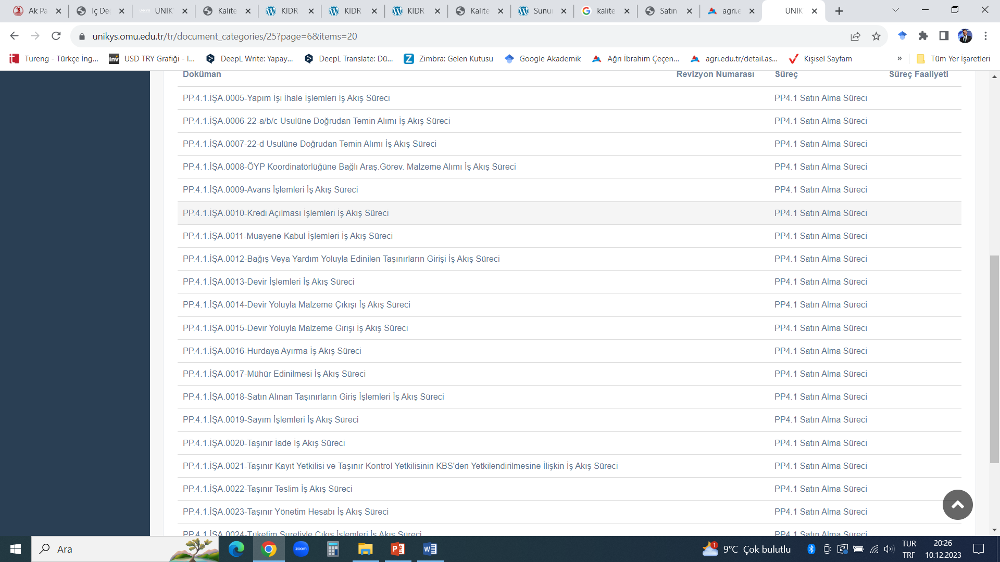 Ak Pa
İç De
ÜNİK
Kalite
KİDR
KİDR
KİDR
Kalite
Sunu
kalite
Satın
agri.e
ÜNİK
unikys.omu.edu.tr/tr/document_categories/25?page=6&items=20
Tureng - Türkçe İng...
USD TRY Grafiği - I...
DeepL Write: Yapay...
DeepL Translate: Dü...
Zimbra: Gelen Kutusu
Google Akademik
Ağrı İbrahim Çeçen...
agri.edu.tr/detail.as...
Kişisel Sayfam
»
Tüm Yer İşaretleri
Doküman Revizyon Numarası Süreç Süreç Faaliyeti
PP.4.1.İŞA.0005-Yapım İşi İhale İşlemleri İş Akış Süreci PP4.1 Satın Alma Süreci
PP.4.1.İŞA.0006-22-a/b/c Usulüne Doğrudan Temin Alımı İş Akış Süreci PP4.1 Satın Alma Süreci
PP.4.1.İŞA.0007-22-d Usulüne Doğrudan Temin Alımı İş Akış Süreci PP4.1 Satın Alma Süreci
PP.4.1.İŞA.0008-ÖYP Koordinatörlüğüne Bağlı Araş.Görev. Malzeme Alımı İş Akış Süreci PP4.1 Satın Alma Süreci
PP.4.1.İŞA.0009-Avans İşlemleri İş Akış Süreci PP4.1 Satın Alma Süreci
PP.4.1.İŞA.0010-Kredi Açılması İşlemleri İş Akış Süreci PP4.1 Satın Alma Süreci
PP.4.1.İŞA.0011-Muayene Kabul İşlemleri İş Akış Süreci PP4.1 Satın Alma Süreci
PP.4.1.İŞA.0012-Bağış Veya Yardım Yoluyla Edinilen Taşınırların Girişi İş Akış Süreci PP4.1 Satın Alma Süreci
PP.4.1.İŞA.0013-Devir İşlemleri İş Akış Süreci PP4.1 Satın Alma Süreci
PP.4.1.İŞA.0014-Devir Yoluyla Malzeme Çıkışı İş Akış Süreci PP4.1 Satın Alma Süreci
PP.4.1.İŞA.0015-Devir Yoluyla Malzeme Girişi İş Akış Süreci PP4.1 Satın Alma Süreci
PP.4.1.İŞA.0016-Hurdaya Ayırma İş Akış Süreci PP4.1 Satın Alma Süreci
PP.4.1.İŞA.0017-Mühür Edinilmesi İş Akış Süreci PP4.1 Satın Alma Süreci
PP.4.1.İŞA.0018-Satın Alınan Taşınırların Giriş İşlemleri İş Akış Süreci PP4.1 Satın Alma Süreci
PP.4.1.İŞA.0019-Sayım İşlemleri İş Akış Süreci PP4.1 Satın Alma Süreci
PP.4.1.İŞA.0020-Taşınır İade İş Akış Süreci PP4.1 Satın Alma Süreci
PP.4.1.İŞA.0021-Taşınır Kayıt Yetkilisi ve Taşınır Kontrol Yetkilisinin KBS'den Yetkilendirilmesine İlişkin İş Akış Süreci PP4.1 Satın Alma Süreci
PP.4.1.İŞA.0022-Taşınır Teslim İş Akış Süreci PP4.1 Satın Alma Süreci
PP.4.1.İŞA.0023-Taşınır Yönetim Hesabı İş Akış Süreci PP4.1 Satın Alma Süreci
PP.4.1.İŞA.0024-Tüketim Suretiyle Çıkış İşlemleri İş Akış Süreci PP4.1 Satın Alma Süreci
Ara
zoom
1
9°C Çok bulutlu
TUR
TRF
20:26
10.12.2023